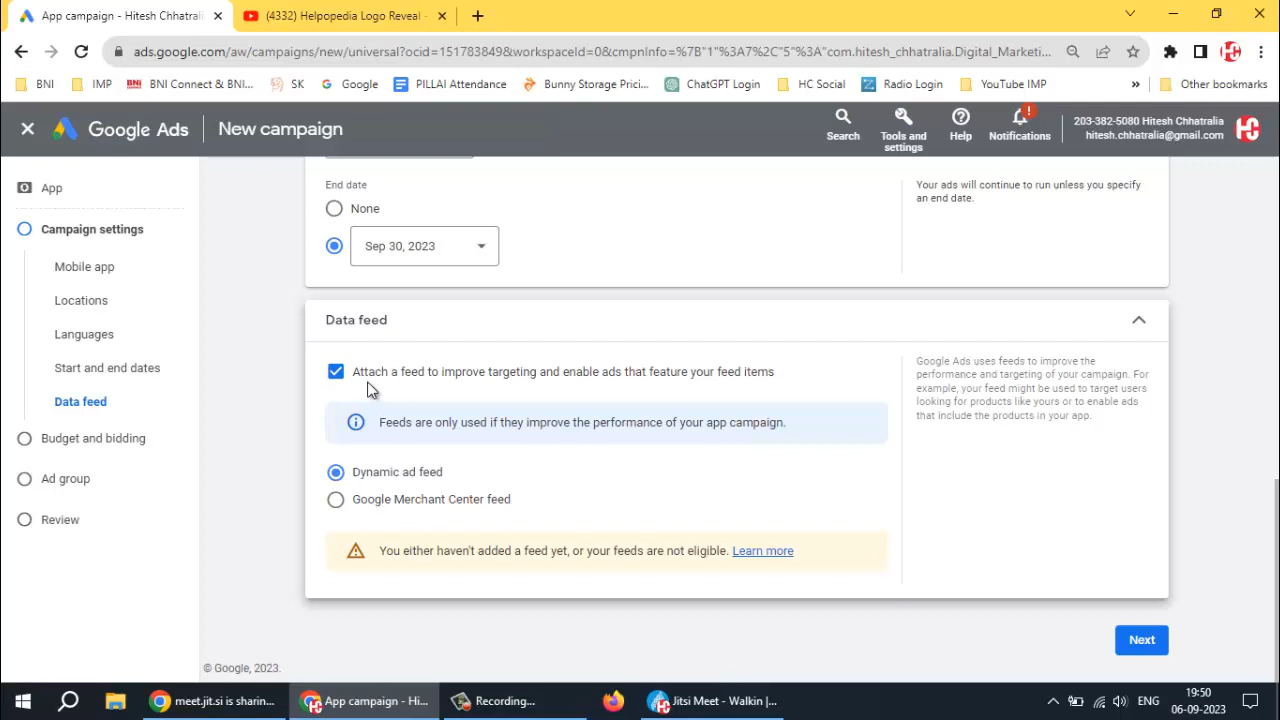 App campaign - Hitesh Chhatrali
(4332) Helpopedia Logo Reveal -
ads.google.com/aw/campaigns/new/universal?ocid=151783849&workspaceId=0&cmpnInfo=%7B"1"%3A7%2C"5"%3A"com.hitesh_chhatralia.Digital_Marketi...
BNI
IMP
BNI Connect & BNI...
SK
Google
PILLAI Attendance
Bunny Storage Prici...
ChatGPT Login
HC Social
Radio Login
YouTube IMP
»
Other bookmarks
Google Ads
New campaign
Search
Tools and
settings
Help
Notifications
203-382-5080 Hitesh Chhatralia
hitesh.chhatralia@gmail.com
App
Campaign settings
Mobile app
Locations
Languages
Start and end dates
Data feed
Budget and bidding
Ad group
Review
End date
None
Sep 30, 2023
Your ads will continue to run unless you specify
an end date.
Data feed
Attach a feed to improve targeting and enable ads that feature your feed items
Feeds are only used if they improve the performance of your app campaign.
Dynamic ad feed
Google Merchant Center feed
You either haven't added a feed yet, or your feeds are not eligible. Learn more
Google Ads uses feeds to improve the
performance and targeting of your campaign. For
example, your feed might be used to target users
looking for products like yours or to enable ads
that include the products in your app.
Next
© Google, 2023.
meet.jit.si is sharin...
App campaign - Hi...
Recording...
Jitsi Meet - Walkin |...
ENG
19:50
06-09-2023